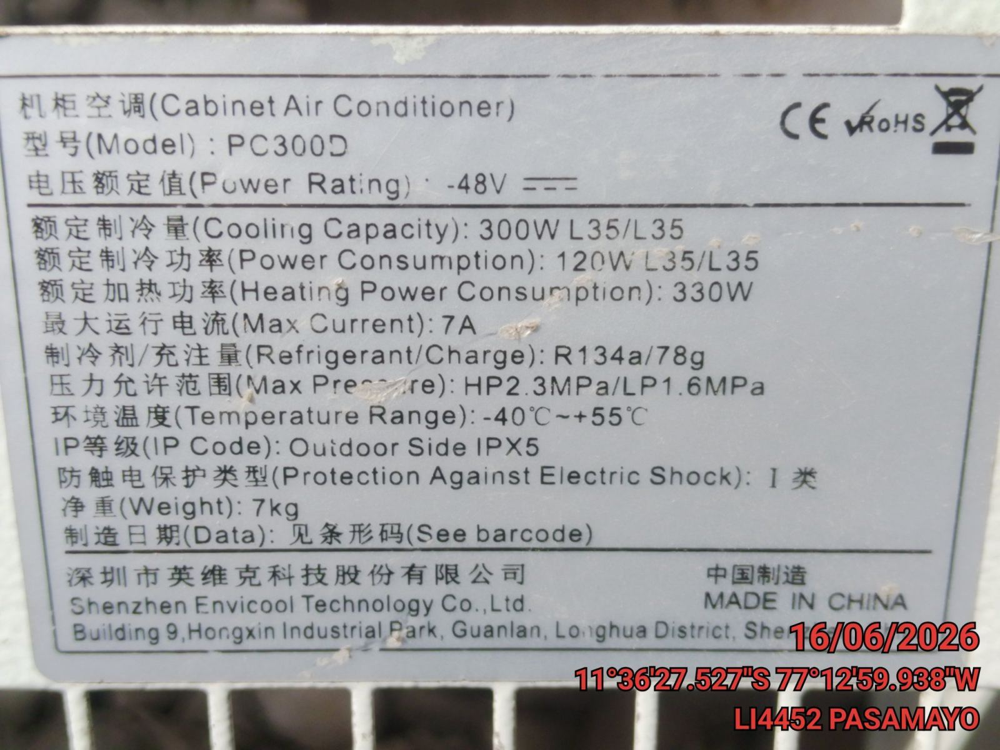 机柜空调(Cabinet Air Conditioner)
CE RoHS
型号(Model) : PC300D
电压额定值(Power Rating) : -48V
额定制冷量(Cooling Capacity): 300W L35/L35
额定制冷功率(Power Consumption): 120W L35/L35
额定加热功率(Heating Power Consumption): 330W
最大运行电流(Max Current): 7A
制冷剂/充注量(Refrigerant/Charge): R134a/78g
压力允许范围(Max Pressure): HP2.3MPa/LP1.6MPa
环境温度(Temperature Range): -40℃~+55℃
IP等级(IP Code): Outdoor Side IPX5
防触电保护类型(Protection Against Electric Shock): I 类
净重(Weight): 7kg
制造日期(Data): 见条形码(See barcode)
深圳市英维克科技股份有限公司
Shenzhen Envicool Technology Co.,Ltd.
中国制造
MADE IN CHINA
Building 9,Hongxin Industrial Park, Guanlan, Longhua District,
16/06/2026
11°36'27.527"S 77°12'59.938"W
LI4452 PASAMAYO